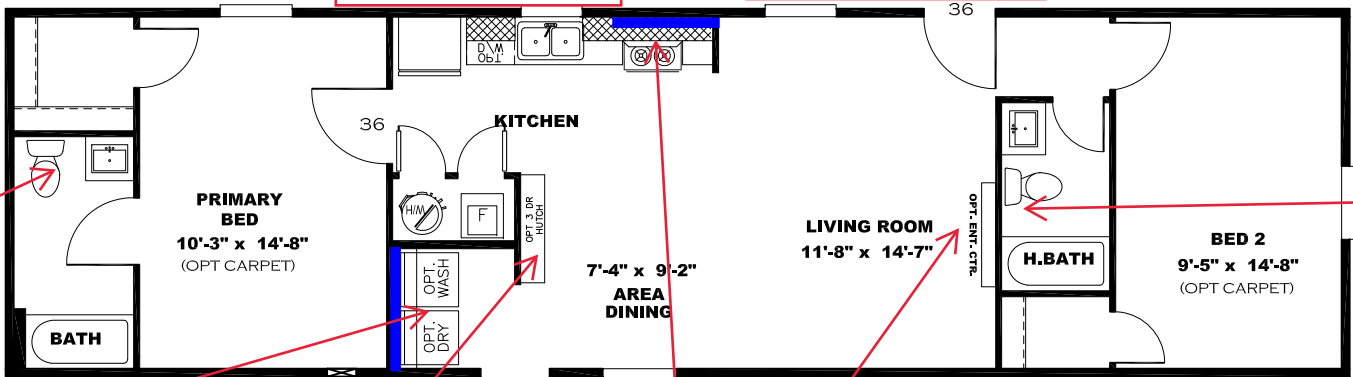 36
OPT.
D/W
36
KITCHEN
PRIMARY
BED
10'-3" x 14'-8"
(OPT CARPET)
W/H
F
OPT 3 DR
HUTCH
OPT.
WASH
OPT.
DRY
7'-4" x 9'-2"
AREA
DINING
LIVING ROOM
11'-8" x 14'-7"
OPT. ENT. CTR.
H.BATH
BED 2
9'-5" x 14'-8"
(OPT CARPET)
BATH